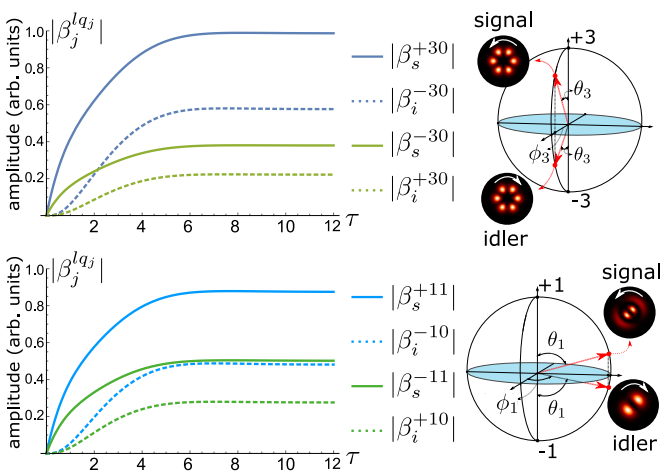 |β_j^{lq_j}|
amplitude (arb. units)
1.0
0.8
0.6
0.4
0.2
0 2 4 6 8 10 12 τ
|β_s^{+30}|
|β_i^{-30}|
|β_s^{-30}|
|β_i^{+30}|
signal
+3
θ_3
ϕ_3
θ_3
-3
idler
|β_j^{lq_j}|
amplitude (arb. units)
1.0
0.8
0.6
0.4
0.2
0 2 4 6 8 10 12 τ
|β_s^{+11}|
|β_i^{-10}|
|β_s^{-11}|
|β_i^{+10}|
signal
+1
θ_1
ϕ_1
θ_1
-1
idler